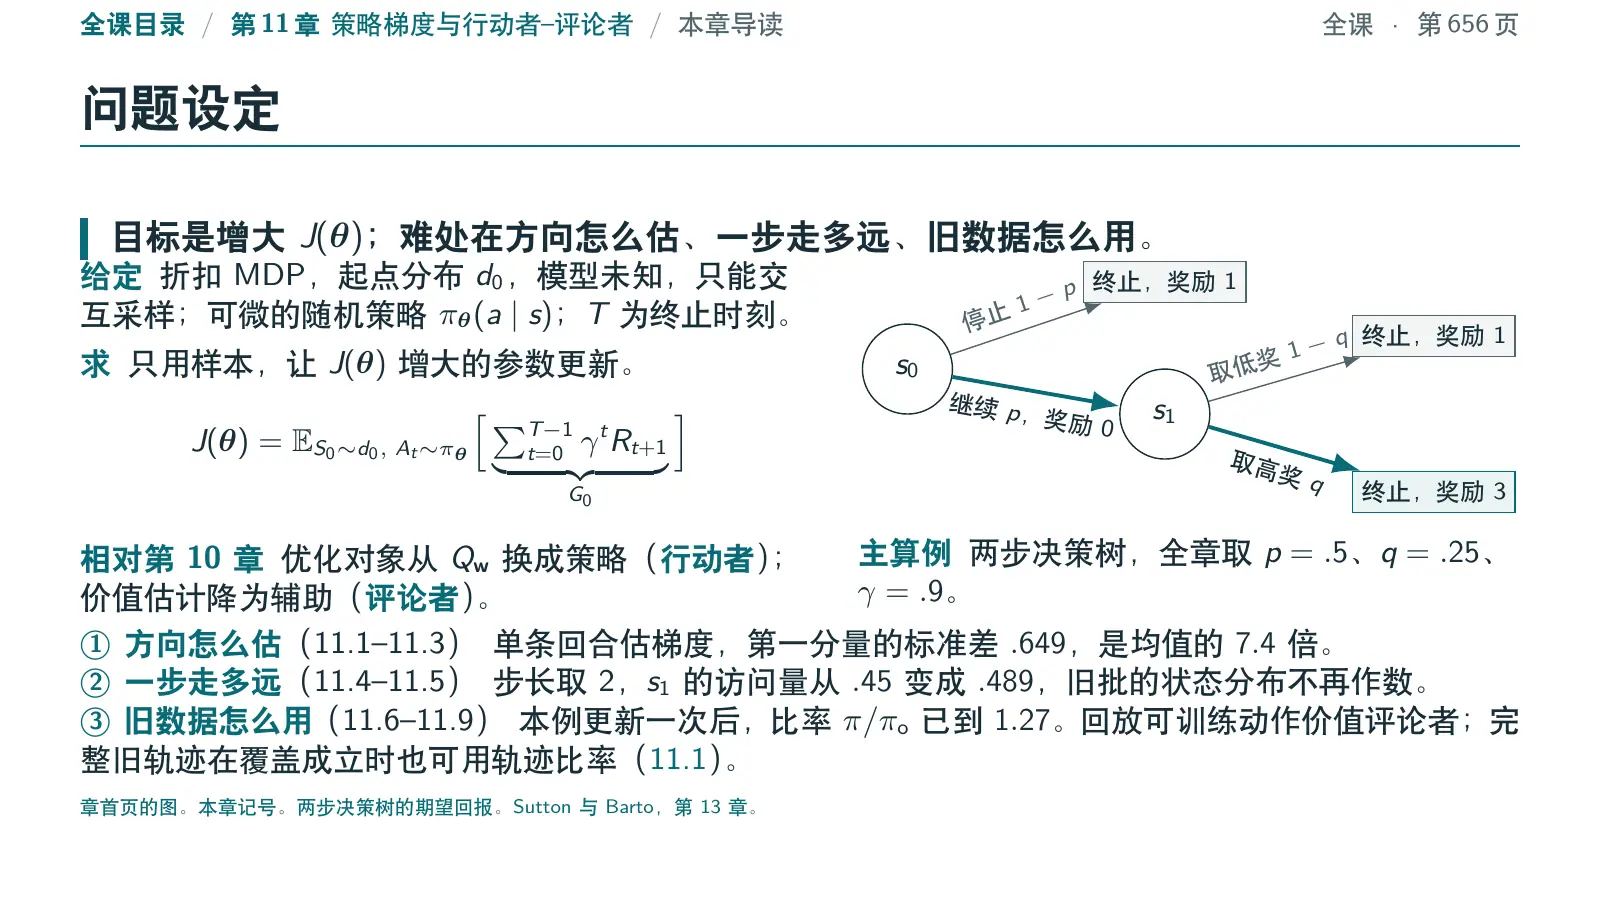 全课目录 / 第 11 章 策略梯度与行动者–评论者 / 本章导读
全课 · 第 656 页
问题设定
目标是增大 J(θ)；难处在方向怎么估、一步走多远、旧数据怎么用。
给定 折扣 MDP，起点分布 d₀，模型未知，只能交
互采样；可微的随机策略 π_θ(a | s)；T 为终止时刻。
求 只用样本，让 J(θ) 增大的参数更新。
J(θ) = 𝔼_{S₀∼d₀, A_t∼π_θ} [ ∑_{t=0}^{T−1} γ^t R_{t+1} ]
G₀
相对第 10 章 优化对象从 Q_w 换成策略（行动者）；
价值估计降为辅助（评论者）。
s₀
停止 1 − p
终止，奖励 1
继续 p，奖励 0
s₁
取低奖 1 − q
终止，奖励 1
取高奖 q
终止，奖励 3
主算例 两步决策树，全章取 p = .5、q = .25、
γ = .9。
① 方向怎么估（11.1–11.3） 单条回合估梯度，第一分量的标准差 .649，是均值的 7.4 倍。
② 一步走多远（11.4–11.5） 步长取 2，s₁ 的访问量从 .45 变成 .489，旧批的状态分布不再作数。
③ 旧数据怎么用（11.6–11.9） 本例更新一次后，比率 π/π₀ 已到 1.27。回放可训练动作价值评论者；完
整旧轨迹在覆盖成立时也可用轨迹比率（11.1）。
章首页的图。本章记号。两步决策树的期望回报。Sutton 与 Barto，第 13 章。